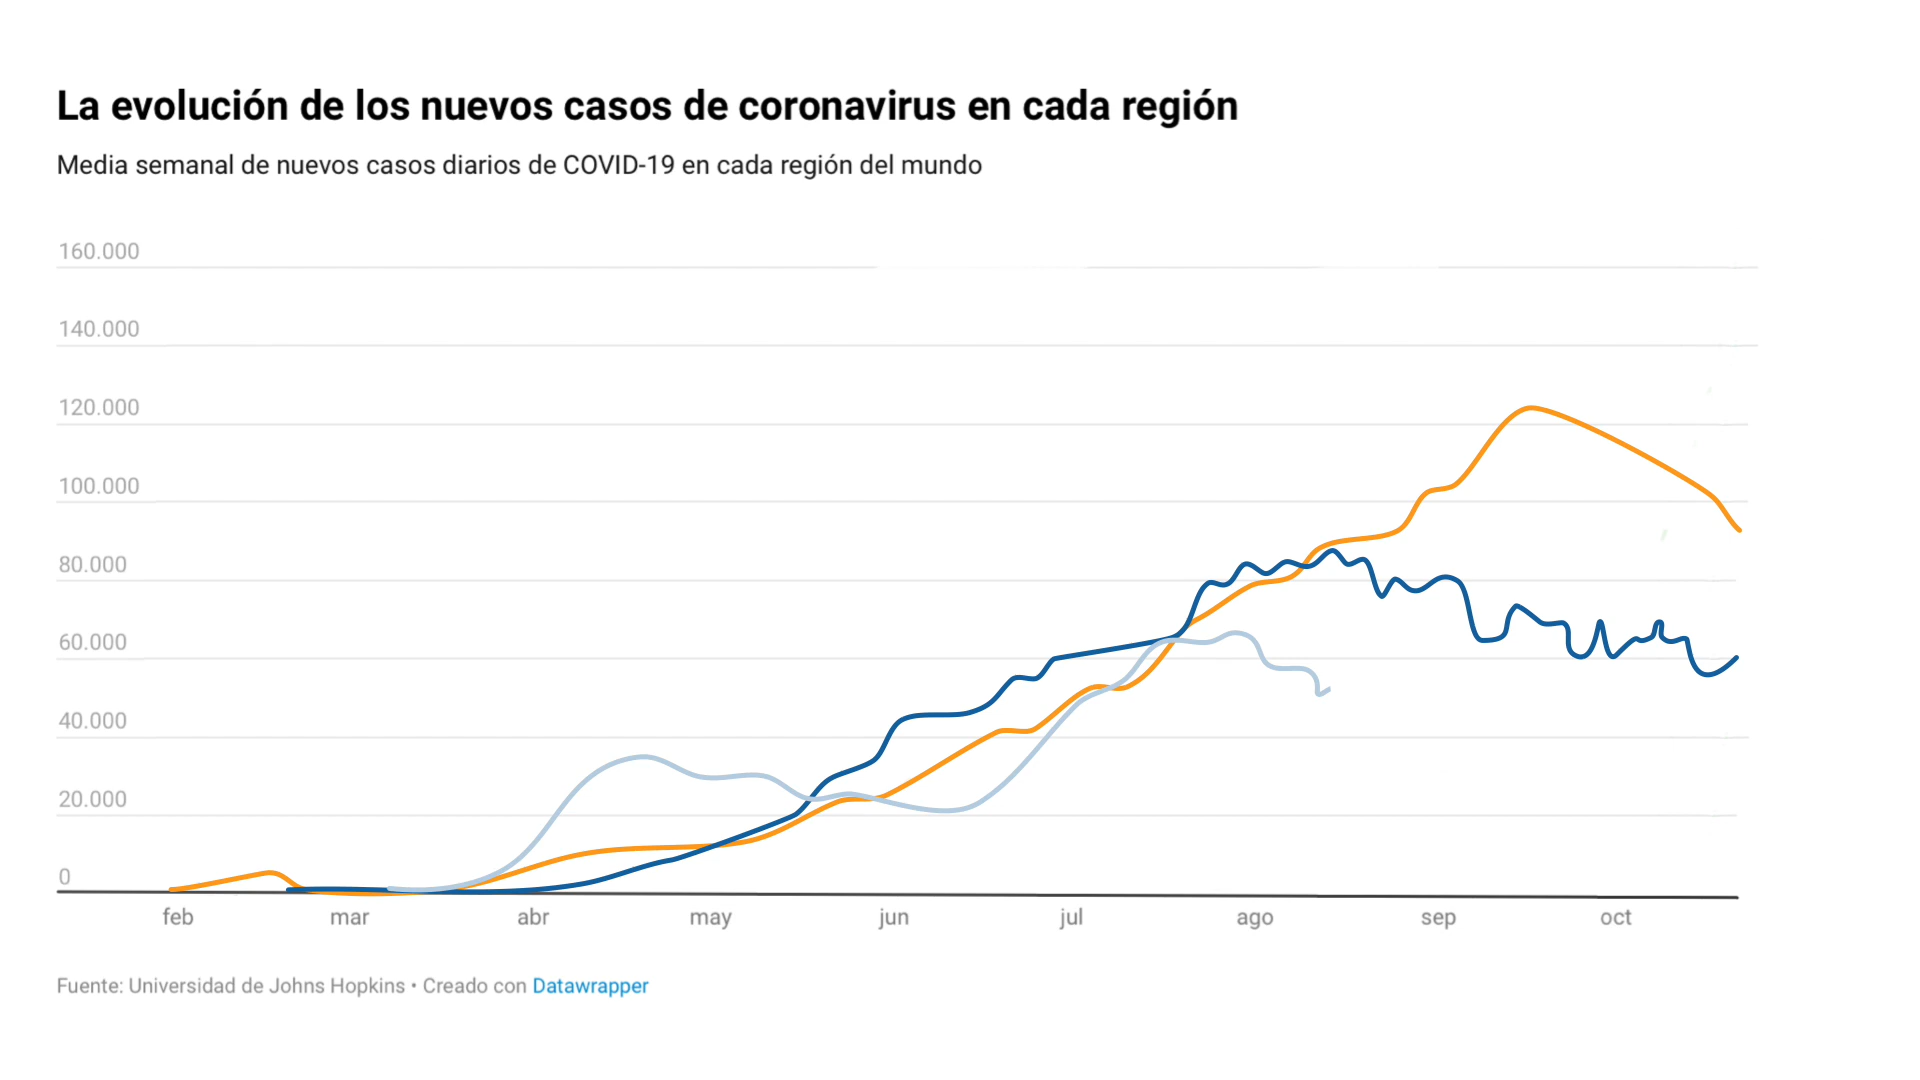 La evolución de los nuevos casos de coronavirus en cada región
Media semanal de nuevos casos diarios de COVID-19 en cada región del mundo
160.000
140.000
120.000
100.000
80.000
60.000
40.000
20.000
0
feb mar abr may jun jul ago sep oct
Fuente: Universidad de Johns Hopkins • Creado con Datawrapper